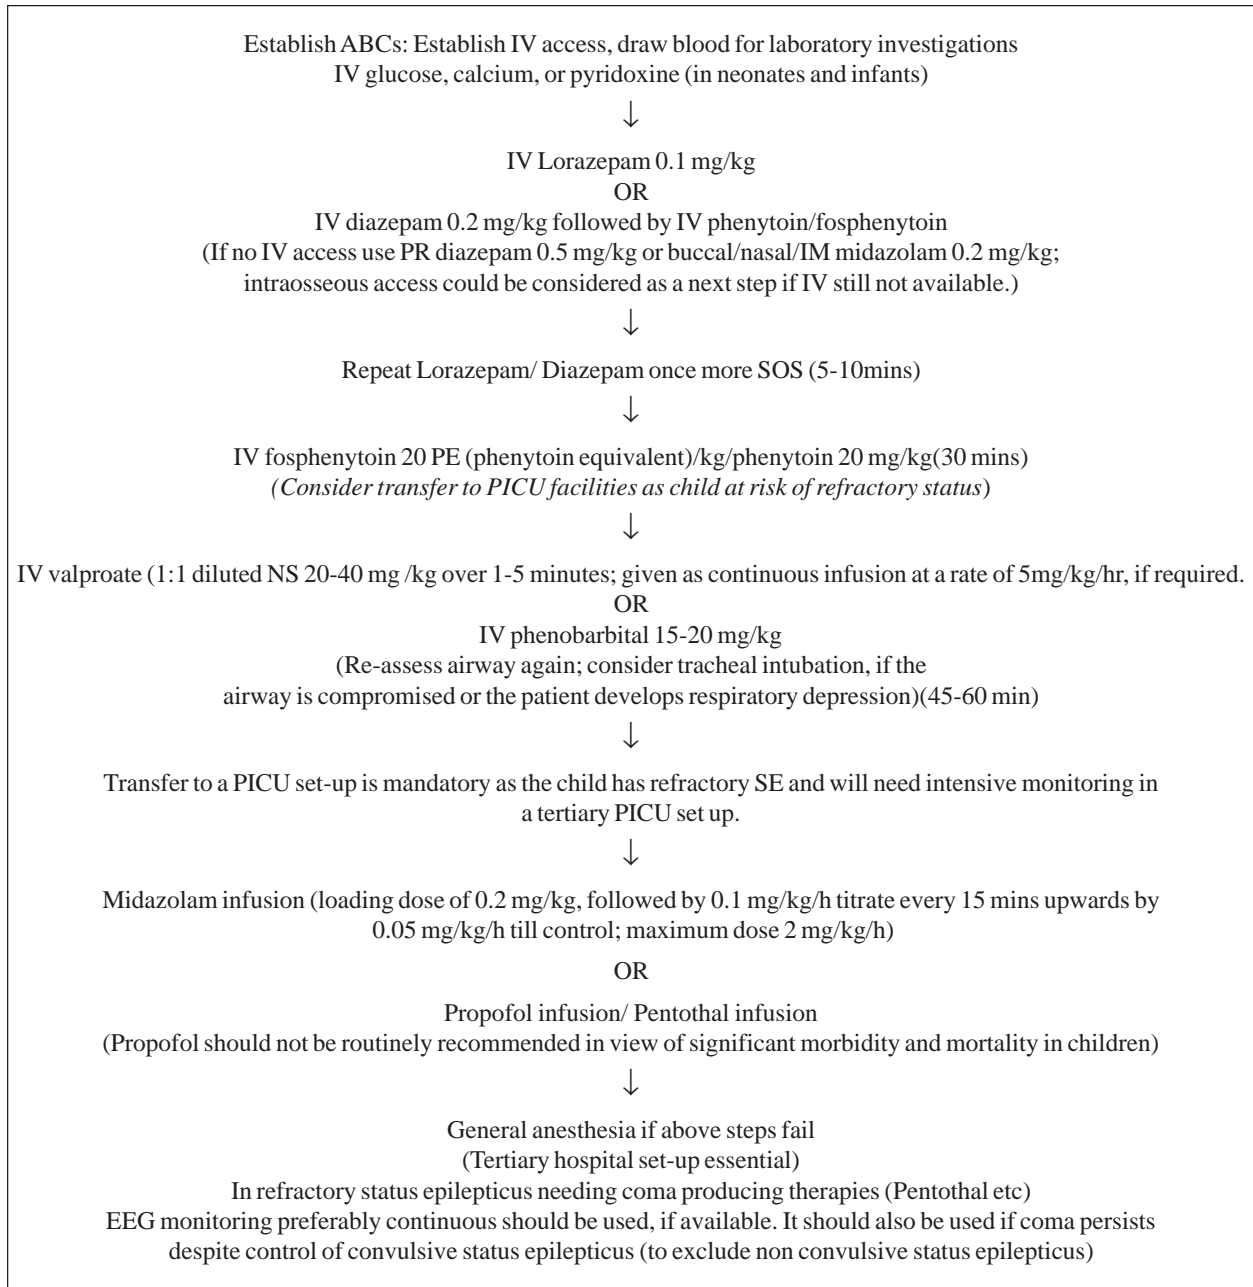 Establish ABCs: Establish IV access, draw blood for laboratory investigations
IV glucose, calcium, or pyridoxine (in neonates and infants)
↓
IV Lorazepam 0.1 mg/kg
OR
IV diazepam 0.2 mg/kg followed by IV phenytoin/fosphenytoin
(If no IV access use PR diazepam 0.5 mg/kg or buccal/nasal/IM midazolam 0.2 mg/kg;
intraosseous access could be considered as a next step if IV still not available.)
↓
Repeat Lorazepam/ Diazepam once more SOS (5-10mins)
↓
IV fosphenytoin 20 PE (phenytoin equivalent)/kg/phenytoin 20 mg/kg(30 mins)
(Consider transfer to PICU facilities as child at risk of refractory status)
↓
IV valproate (1:1 diluted NS 20-40 mg /kg over 1-5 minutes; given as continuous infusion at a rate of 5mg/kg/hr, if required.
OR
IV phenobarbital 15-20 mg/kg
(Re-assess airway again; consider tracheal intubation, if the
airway is compromised or the patient develops respiratory depression)(45-60 min)
↓
Transfer to a PICU set-up is mandatory as the child has refractory SE and will need intensive monitoring in
a tertiary PICU set up.
↓
Midazolam infusion (loading dose of 0.2 mg/kg, followed by 0.1 mg/kg/h titrate every 15 mins upwards by
0.05 mg/kg/h till control; maximum dose 2 mg/kg/h)
OR
Propofol infusion/ Pentothal infusion
(Propofol should not be routinely recommended in view of significant morbidity and mortality in children)
↓
General anesthesia if above steps fail
(Tertiary hospital set-up essential)
In refractory status epilepticus needing coma producing therapies (Pentothal etc)
EEG monitoring preferably continuous should be used, if available. It should also be used if coma persists
despite control of convulsive status epilepticus (to exclude non convulsive status epilepticus)